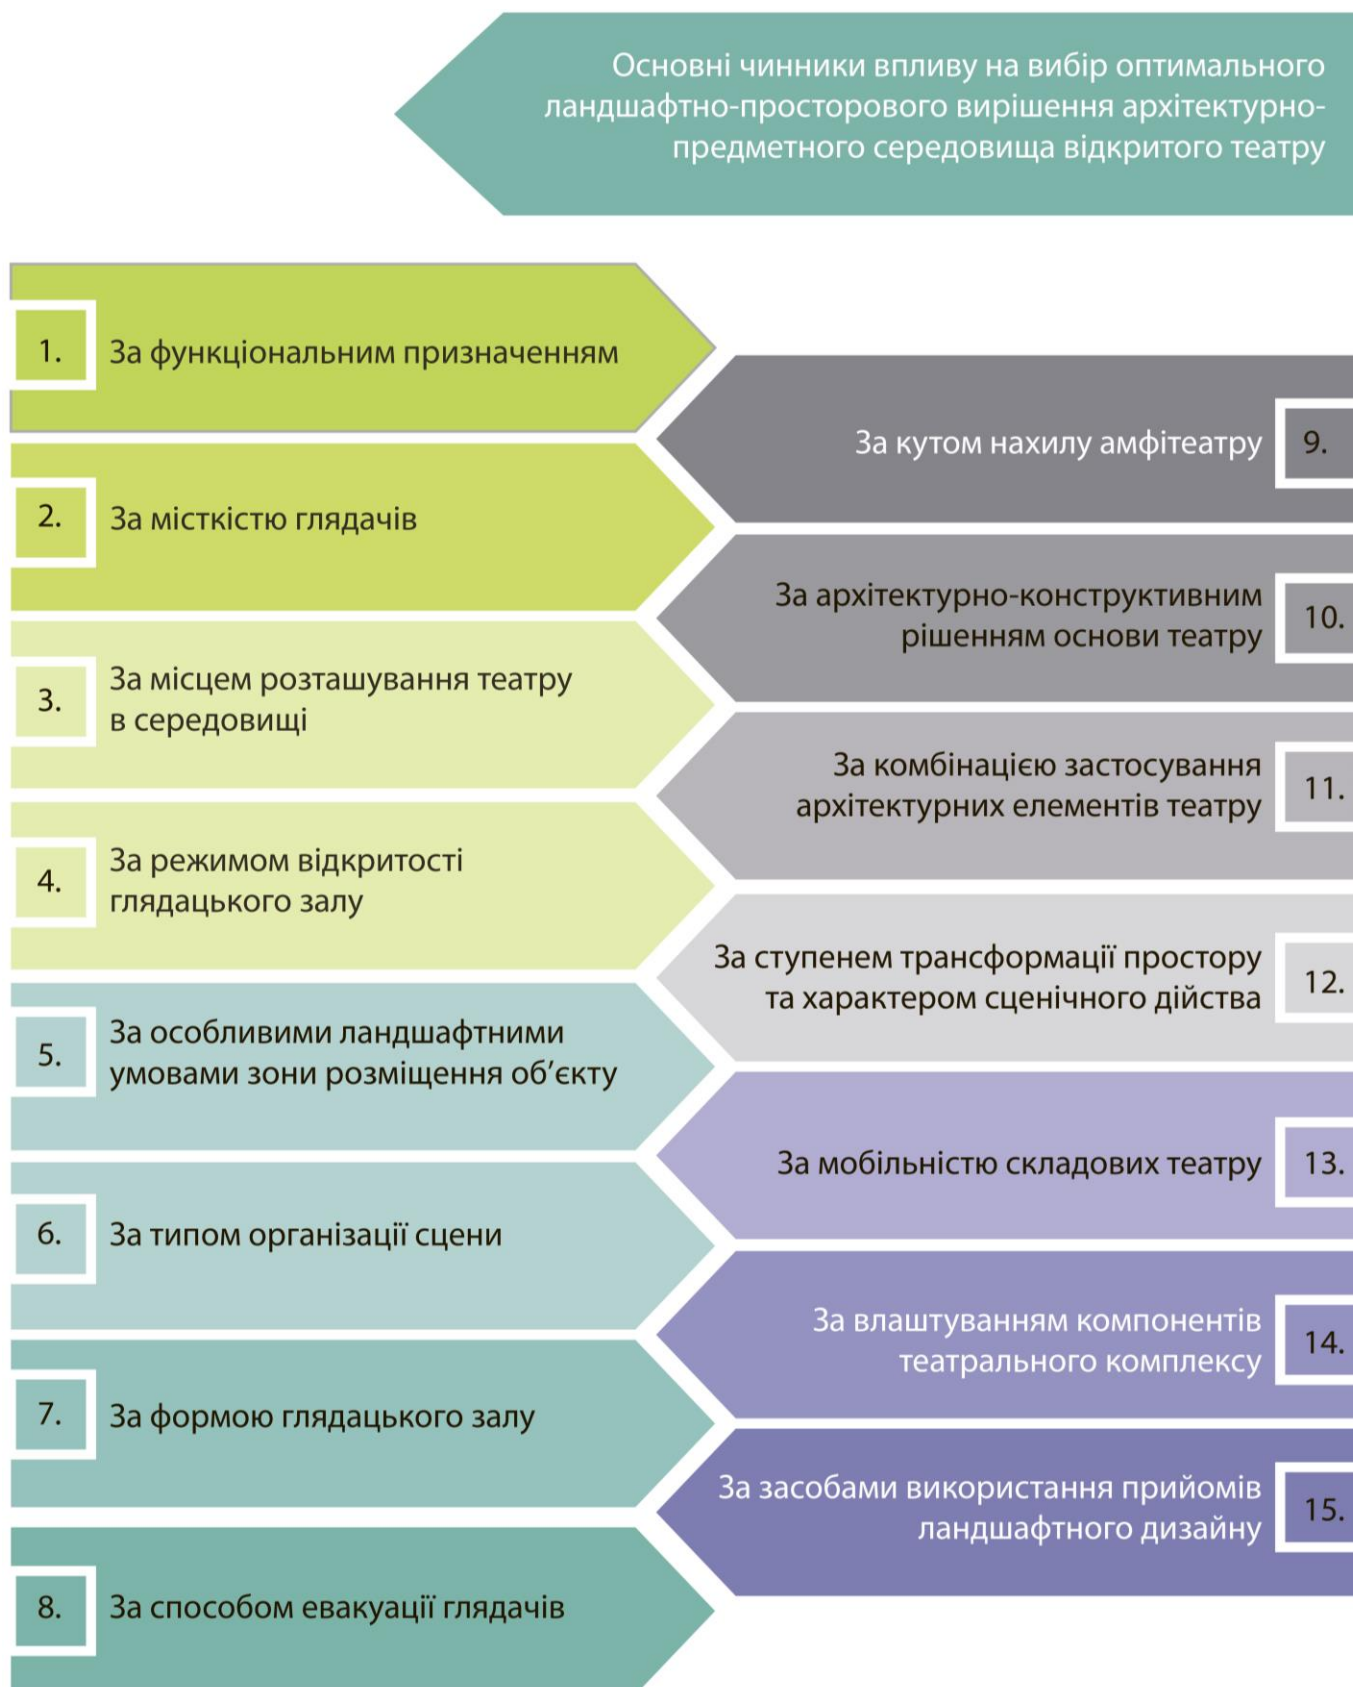 Основні чинники впливу на вибір оптимального
ландшафтно-просторового вирішення архітектурно-
предметного середовища відкритого театру
1. За функціональним призначенням
2. За місткістю глядачів
3. За місцем розташування театру
в середовищі
4. За режимом відкритості
глядацького залу
5. За особливими ландшафтними
умовами зони розміщення об’єкту
6. За типом організації сцени
7. За формою глядацького залу
8. За способом евакуації глядачів
За кутом нахилу амфітеатру 9.
За архітектурно-конструктивним
рішенням основи театру 10.
За комбінацією застосування
архітектурних елементів театру 11.
За ступенем трансформації простору
та характером сценічного дійства 12.
За мобільністю складових театру 13.
За влаштуванням компонентів
театрального комплексу 14.
За засобами використання прийомів
ландшафтного дизайну 15.